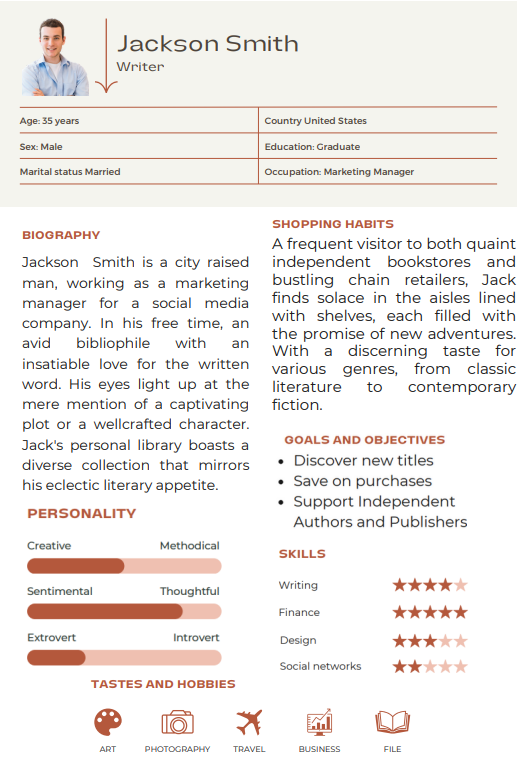 Jackson Smith
Writer
Age: 35 years
Country United States
Sex: Male
Education: Graduate
Marital status Married
Occupation: Marketing Manager
BIOGRAPHY
Jackson Smith is a city raised
man, working as a marketing
manager for a social media
company. In his free time, an
avid bibliophile with an
insatiable love for the written
word. His eyes light up at the
mere mention of a captivating
plot or a wellcrafted character.
Jack's personal library boasts a
diverse collection that mirrors
his eclectic literary appetite.
SHOPPING HABITS
A frequent visitor to both quaint
independent bookstores and
bustling chain retailers, Jack
finds solace in the aisles lined
with shelves, each filled with
the promise of new adventures.
With a discerning taste for
various genres, from classic
literature to contemporary
fiction.
GOALS AND OBJECTIVES
• Discover new titles
• Save on purchases
• Support Independent
Authors and Publishers
PERSONALITY
Creative Methodical
Sentimental Thoughtful
Extrovert Introvert
SKILLS
Writing
Finance
Design
Social networks
TASTES AND HOBBIES
ART PHOTOGRAPHY TRAVEL BUSINESS FILE